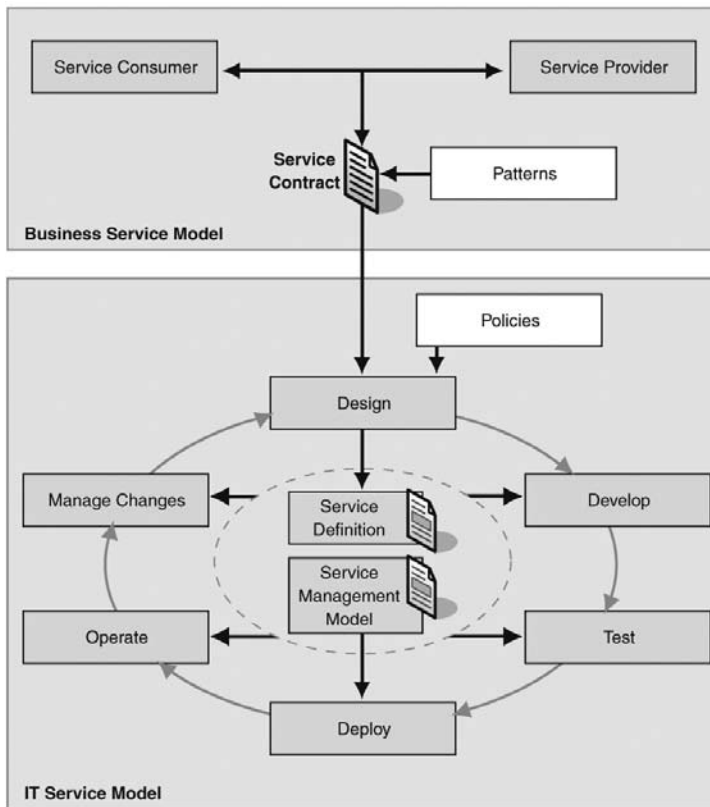 Service Consumer
Service Provider
Service
Contract
Patterns
Business Service Model
Policies
Design
Manage Changes
Service
Definition
Develop
Service
Management
Model
Operate
Test
Deploy
IT Service Model